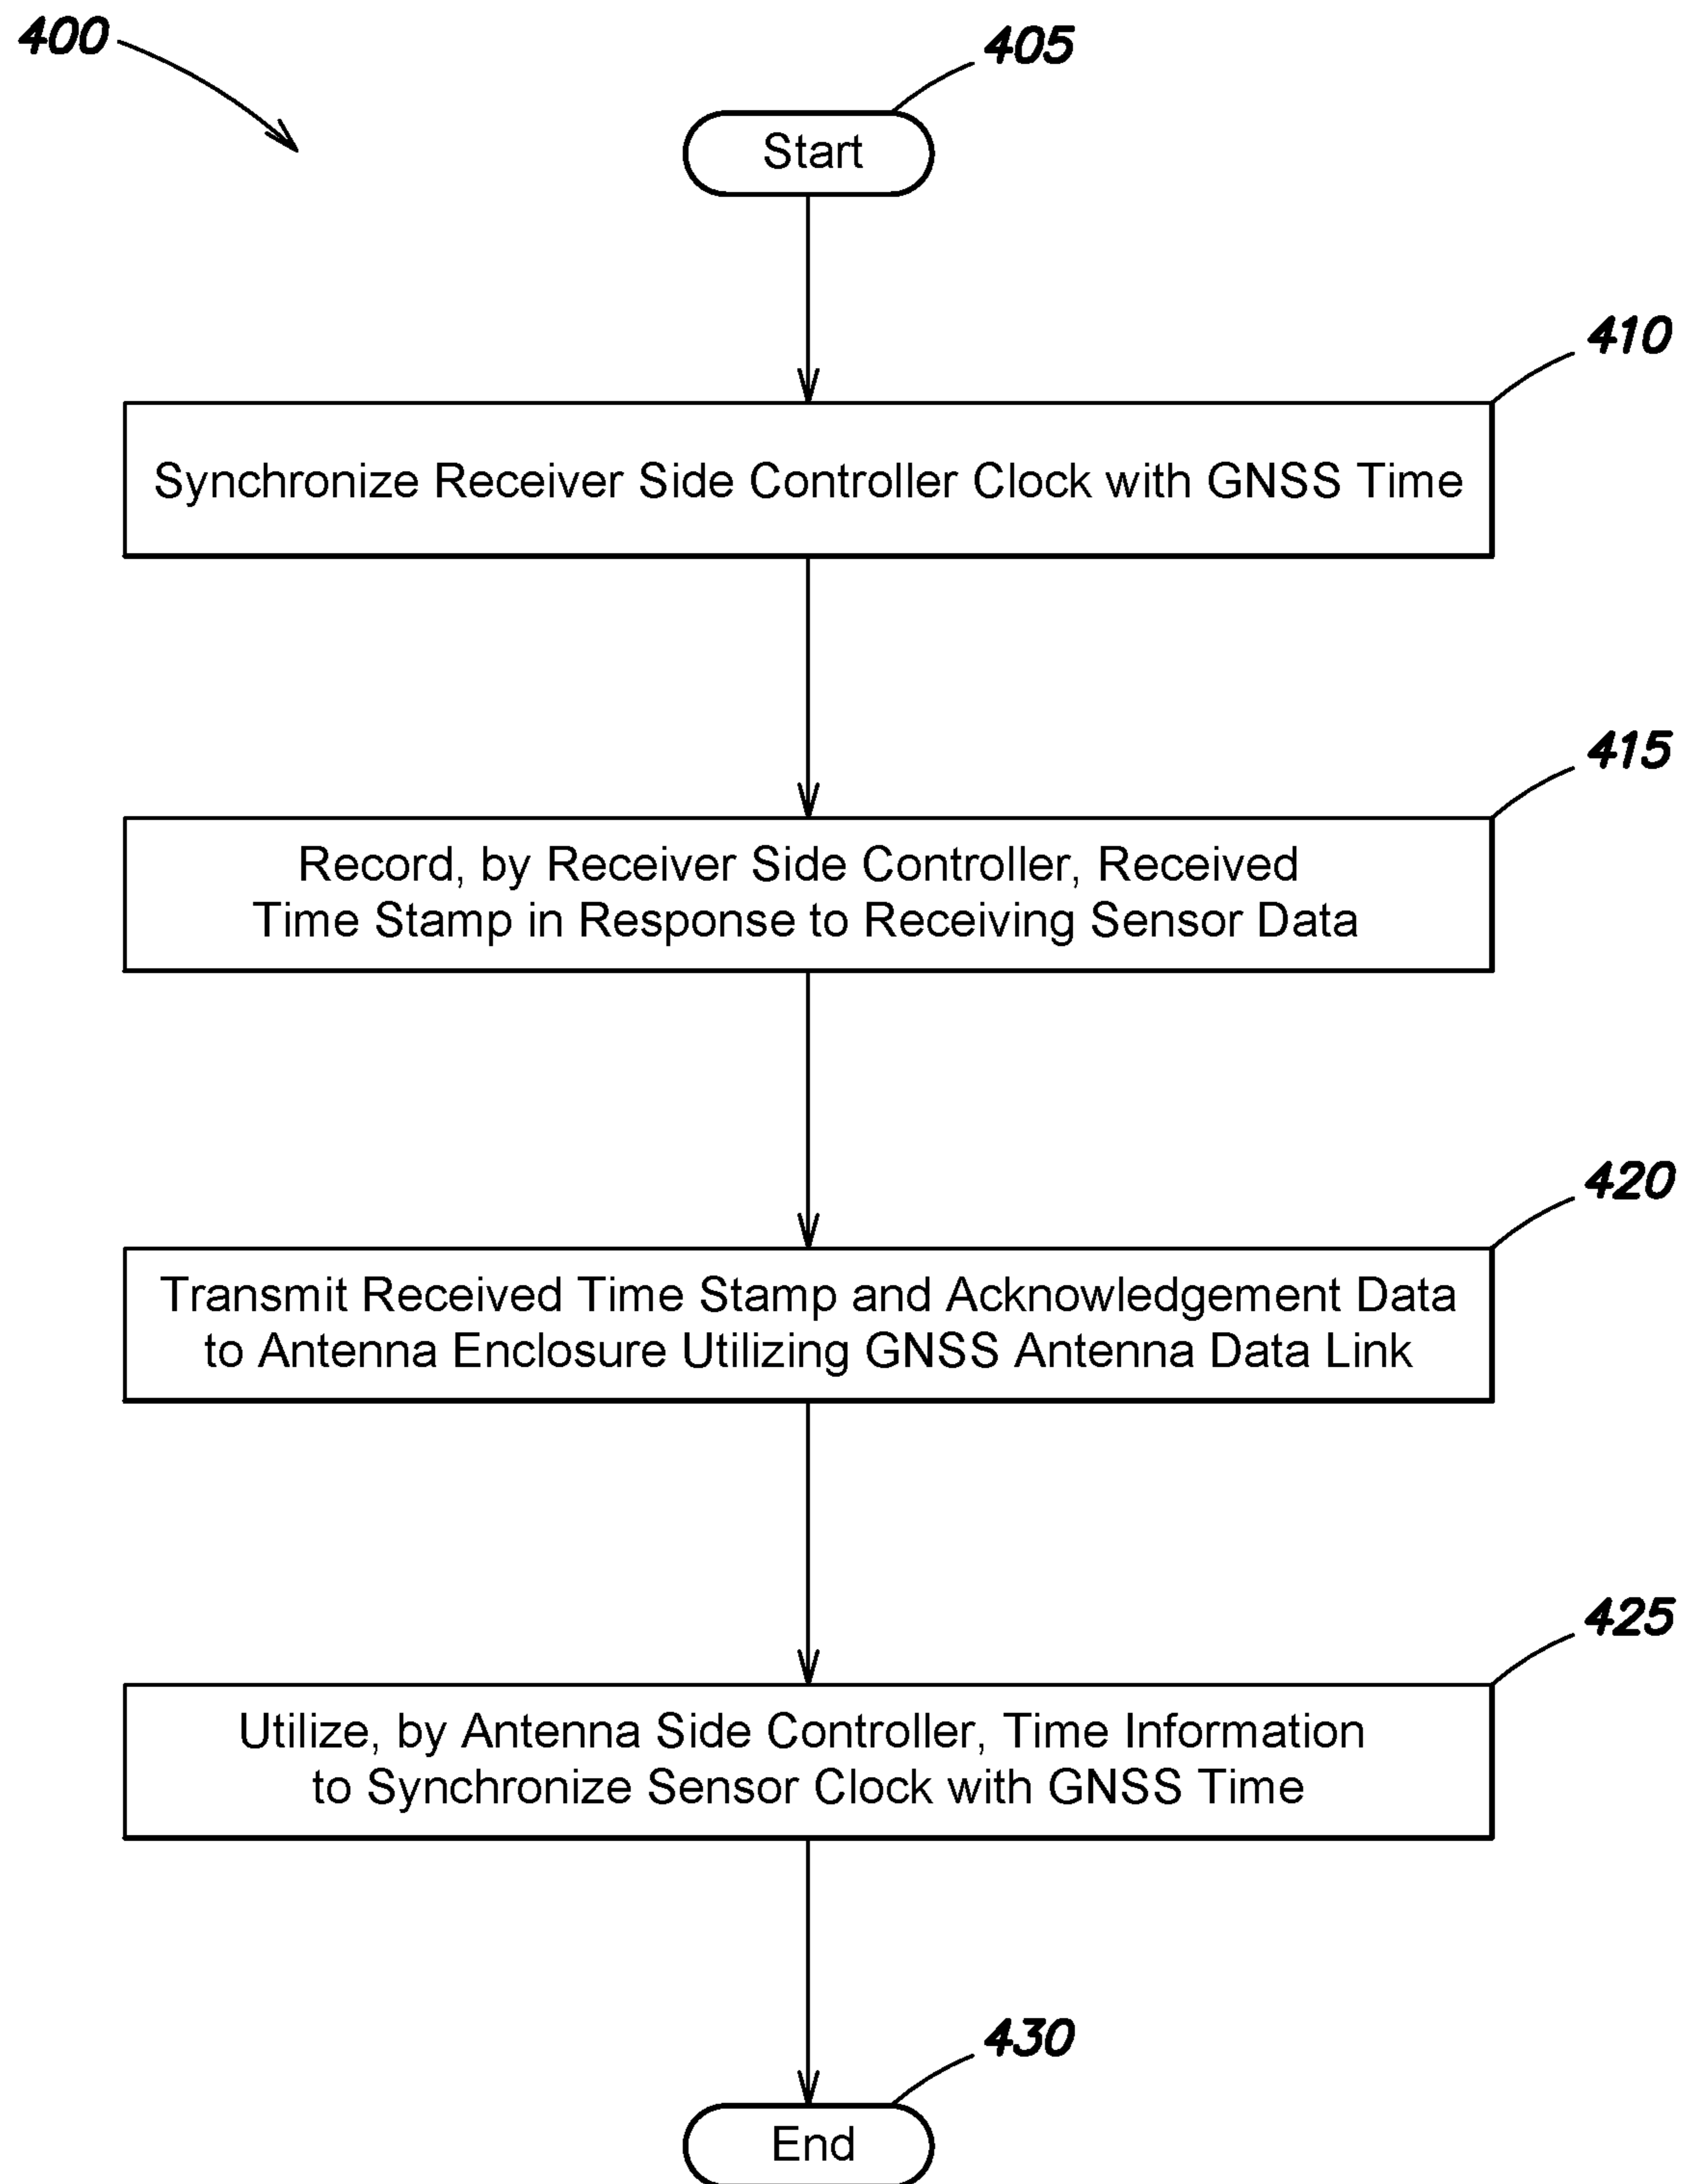 400
405
Start
410
Synchronize Receiver Side Controller Clock with GNSS Time
415
Record, by Receiver Side Controller, Received
Time Stamp in Response to Receiving Sensor Data
420
Transmit Received Time Stamp and Acknowledgement Data
to Antenna Enclosure Utilizing GNSS Antenna Data Link
425
Utilize, by Antenna Side Controller, Time Information
to Synchronize Sensor Clock with GNSS Time
430
End